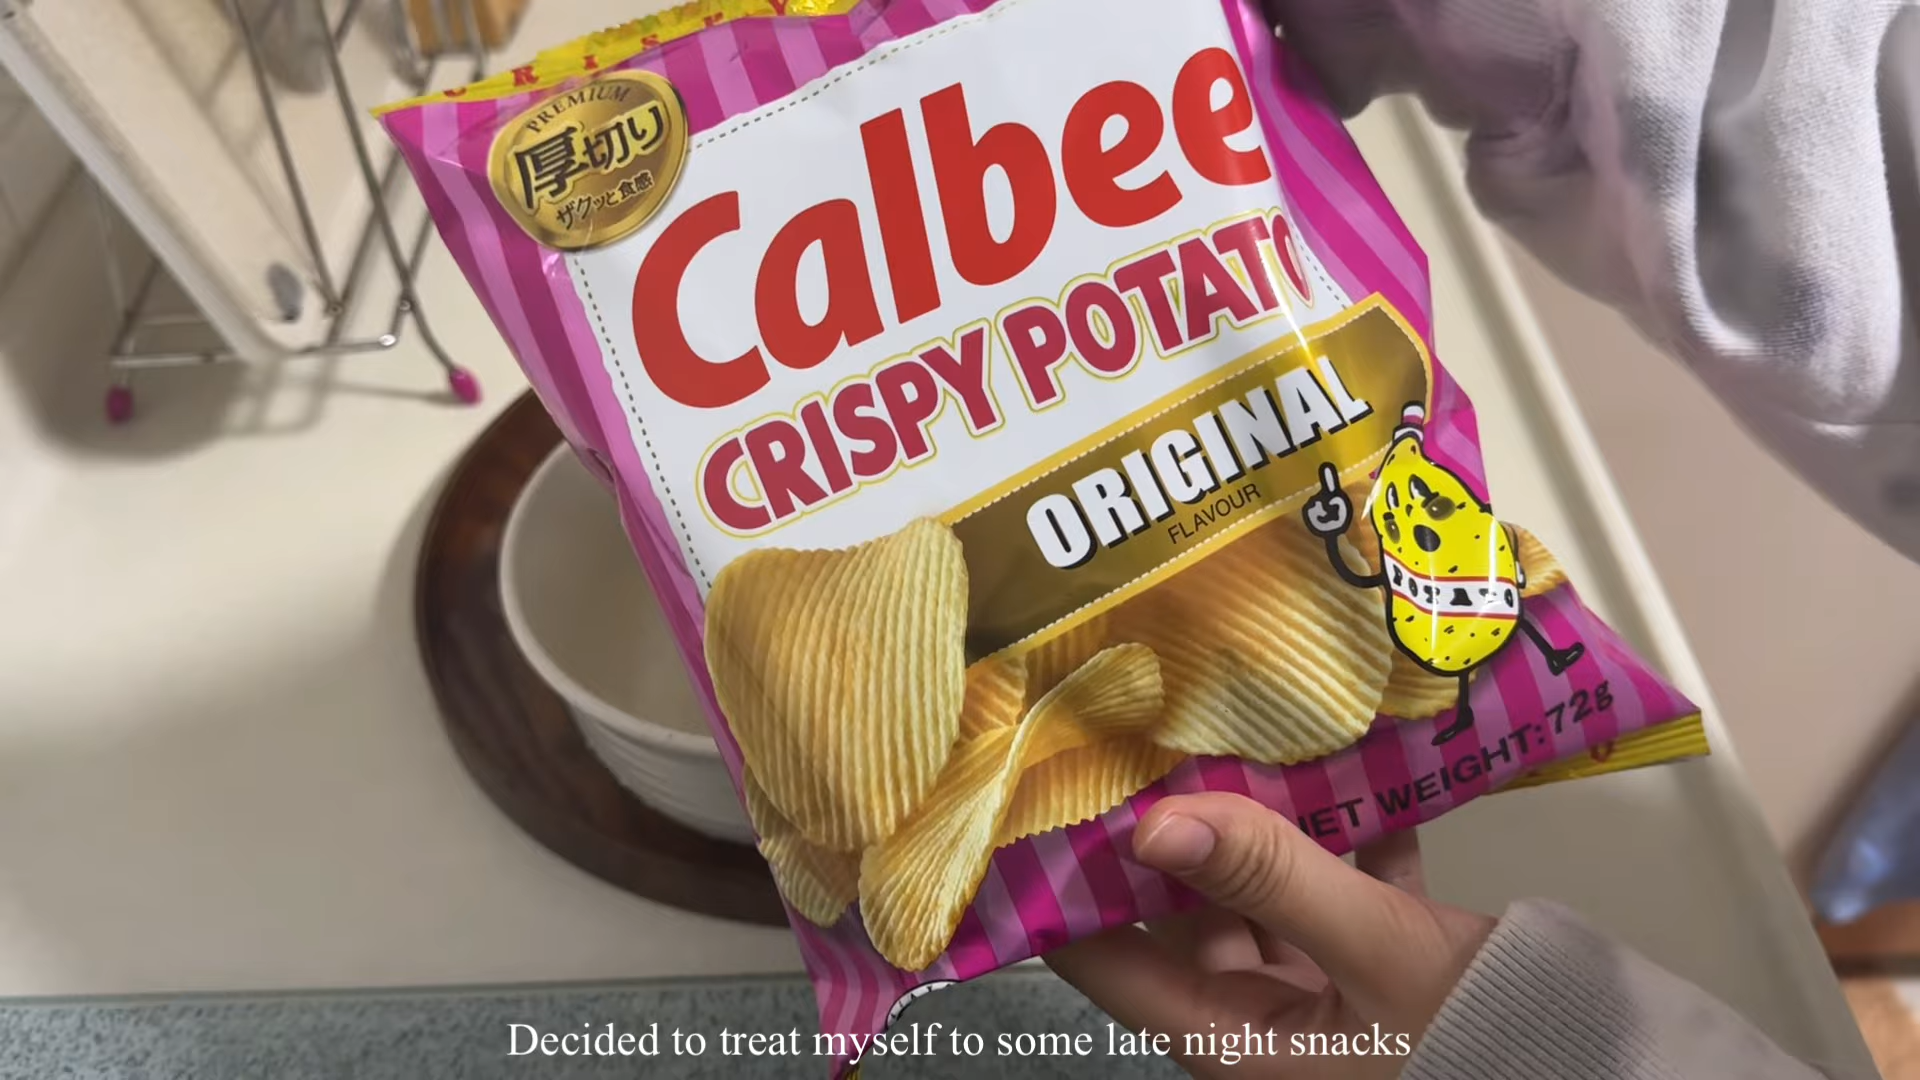 CRISPY
PREMIUM
厚切り
ザクッと食感
Calbee
CRISPY POTATO
ORIGINAL
FLAVOUR
POTATO
NET WEIGHT:72g
Decided to treat myself to some late night snacks